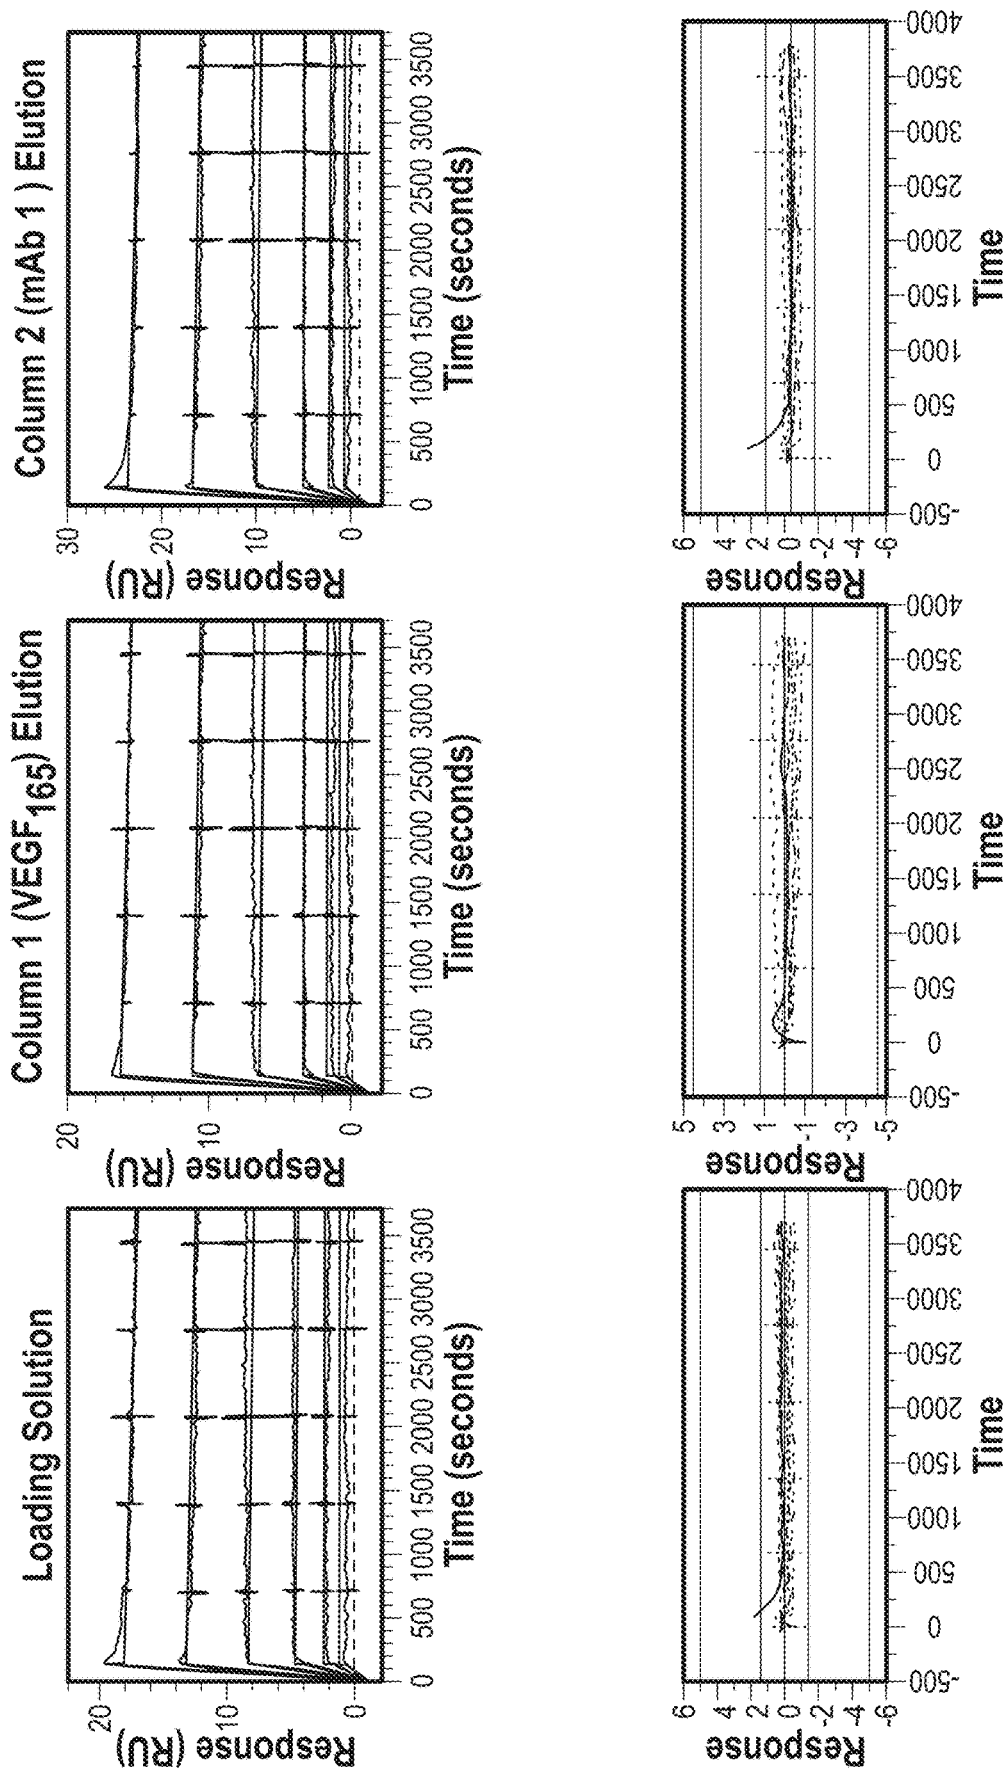 Loading Solution
Response (RU)
20
10
0
0 500 1000 1500 2000 2500 3000 3500
Time (seconds)
Column 1 (VEGF165) Elution
Response (RU)
20
10
0
0 500 1000 1500 2000 2500 3000 3500
Time (seconds)
Column 2 (mAb 1 ) Elution
Response (RU)
30
20
10
0
0 500 1000 1500 2000 2500 3000 3500
Time (seconds)
Response
6
4
2
0
-2
-4
-6
-500 0 500 1000 1500 2000 2500 3000 3500 4000
Time
Response
5
3
1
-1
-3
-5
-500 0 500 1000 1500 2000 2500 3000 3500 4000
Time
Response
6
4
2
0
-2
-4
-6
-500 0 500 1000 1500 2000 2500 3000 3500 4000
Time